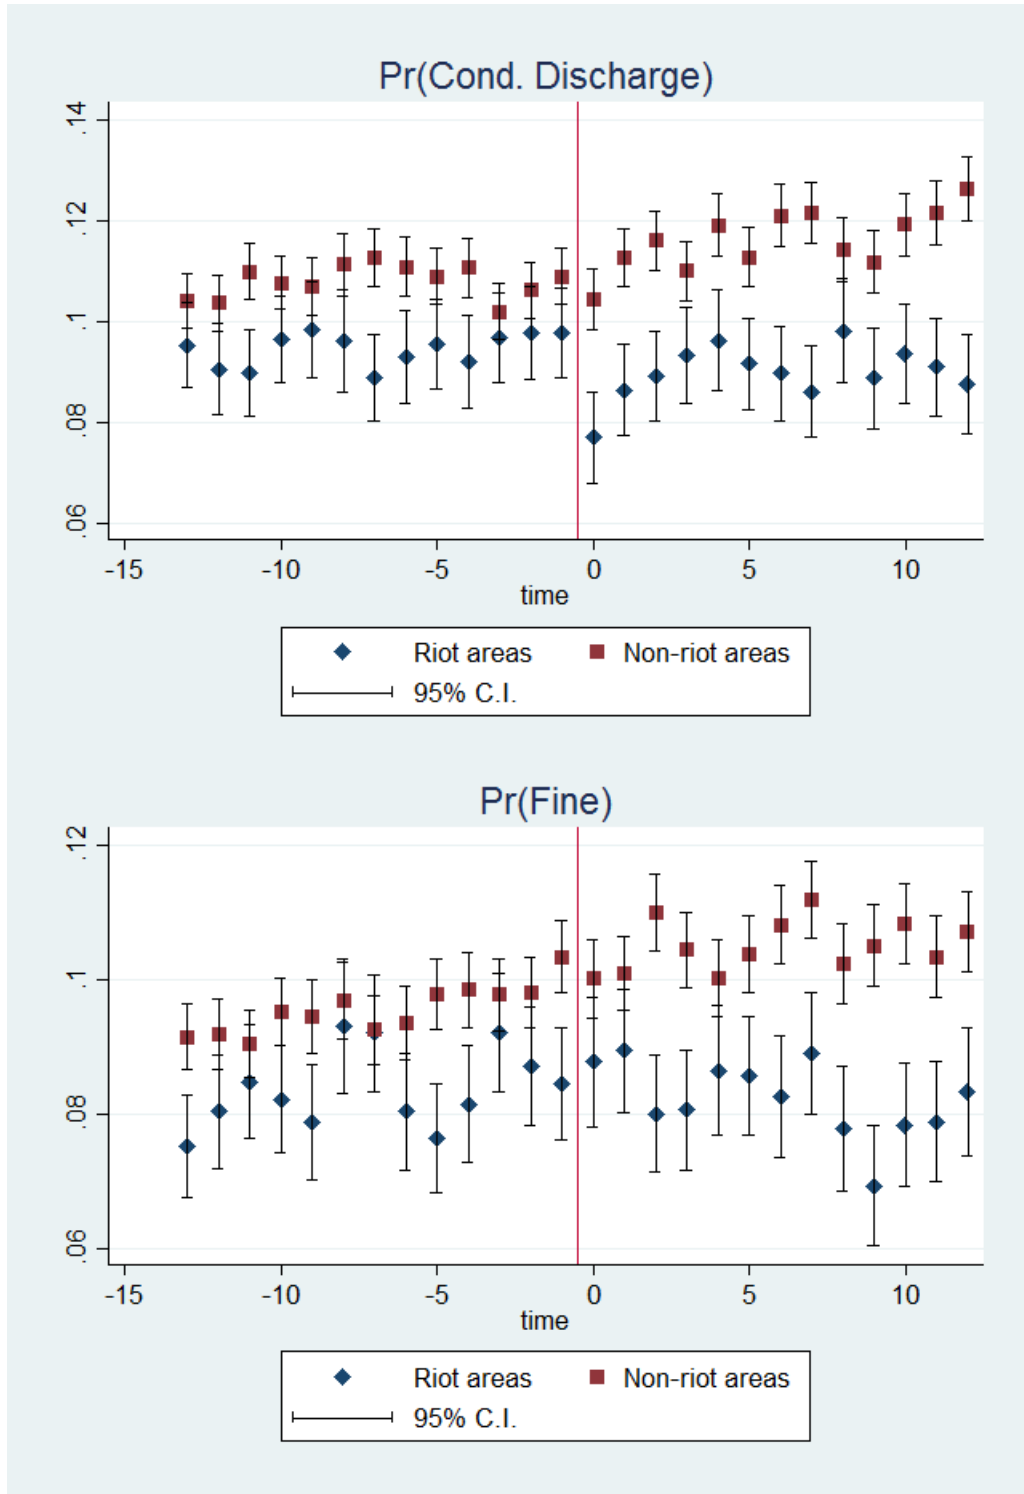 Pr(Cond. Discharge)
.14
.12
.1
.08
.06
-15 -10 -5 0 5 10
time
Riot areas Non-riot areas
95% C.I.
Pr(Fine)
.12
.1
.08
.06
-15 -10 -5 0 5 10
time
Riot areas Non-riot areas
95% C.I.